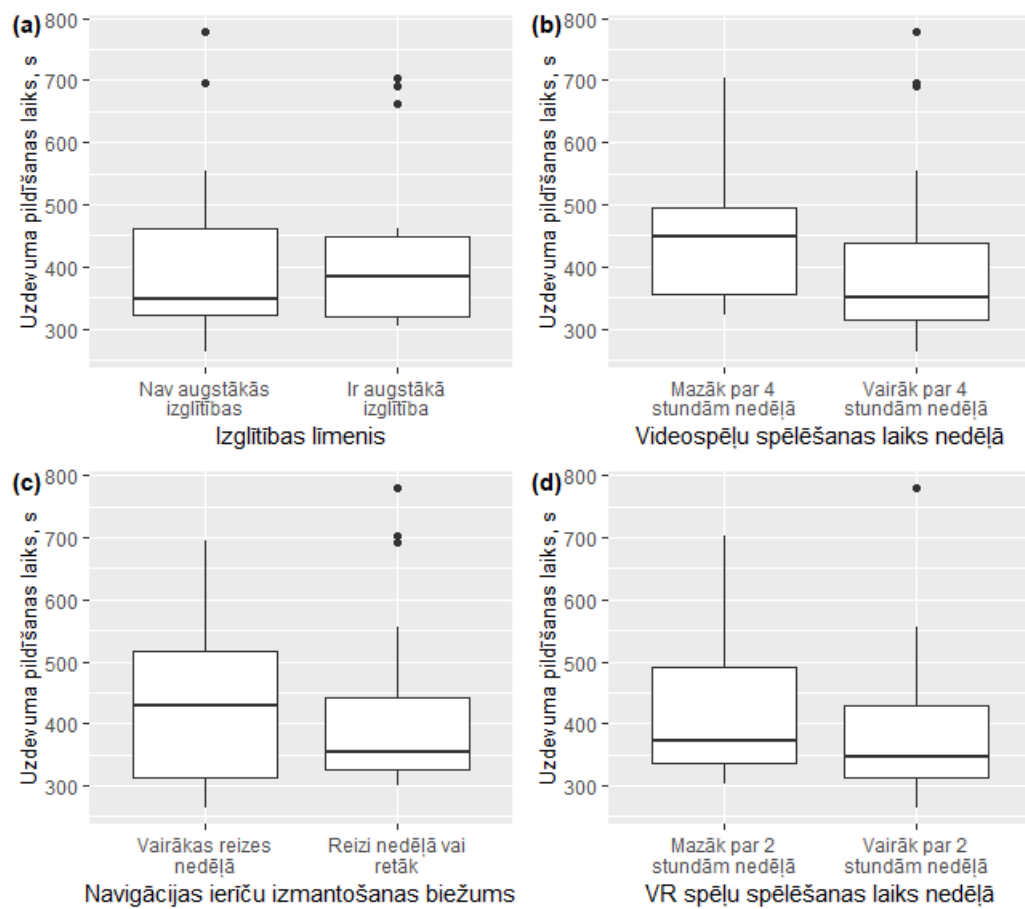 (a)
Uzdevuma pildīšanas laiks, s
800
700
600
500
400
300
Nav augstākās
izglītības
Ir augstākā
izglītība
Izglītības līmenis
(b)
Uzdevuma pildīšanas laiks, s
800
700
600
500
400
300
Mazāk par 4
stundām nedēļā
Vairāk par 4
stundām nedēļā
Videospēļu spēlēšanas laiks nedēļā
(c)
Uzdevuma pildīšanas laiks, s
800
700
600
500
400
300
Vairākas reizes
nedēļā
Reizi nedēļā vai
retāk
Navigācijas ierīču izmantošanas biežums
(d)
Uzdevuma pildīšanas laiks, s
800
700
600
500
400
300
Mazāk par 2
stundām nedēļā
Vairāk par 2
stundām nedēļā
VR spēļu spēlēšanas laiks nedēļā